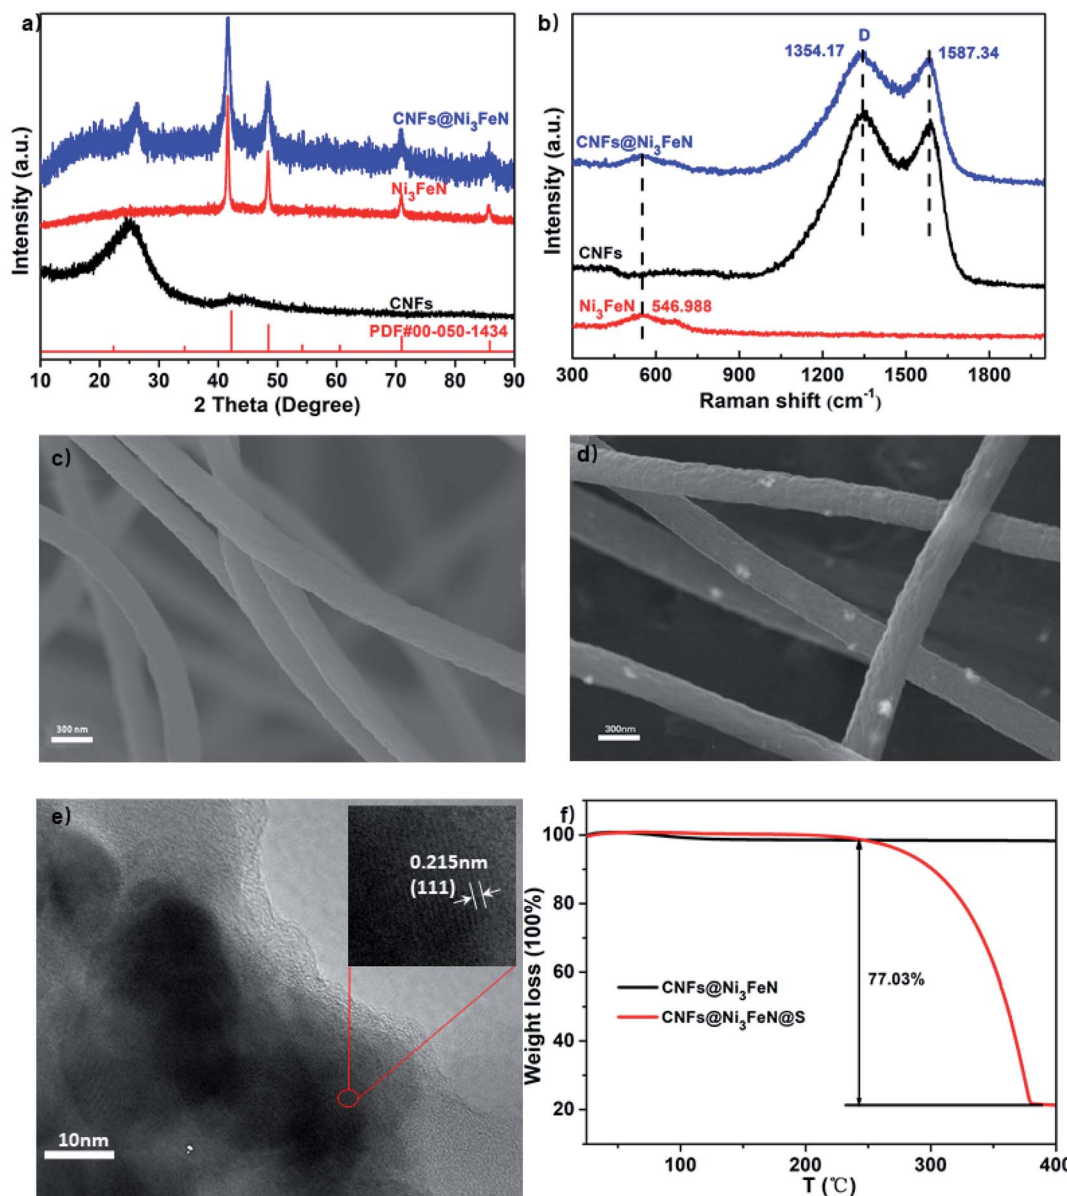 a)
CNFs@Ni₃FeN
Ni₃FeN
CNFs
PDF#00-050-1434
Intensity (a.u.)
10 20 30 40 50 60 70 80 90
2 Theta (Degree)
b)
D
1354.17
1587.34
CNFs@Ni₃FeN
CNFs
Ni₃FeN 546.988
Intensity (a.u.)
300 600 900 1200 1500 1800
Raman shift (cm⁻¹)
c)
300 nm
d)
300nm
e)
0.215nm
(111)
10nm
f)
100
80
60
40
20
Weight loss (100%)
77.03%
CNFs@Ni₃FeN
CNFs@Ni₃FeN@S
100 200 300 400
T (℃)